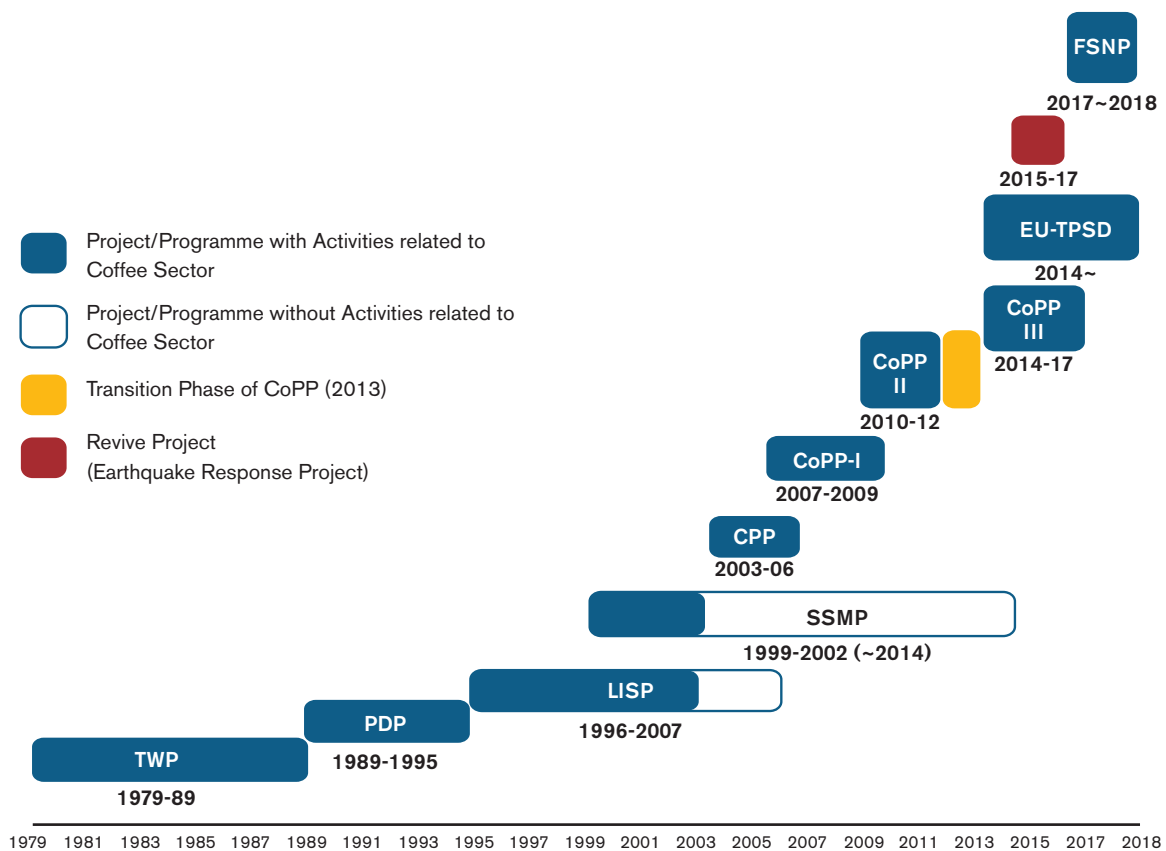 FSNP
2017~2018
2015-17
EU-TPSD
2014~
CoPP
III
2014-17
CoPP
II
2010-12
CoPP-I
2007-2009
CPP
2003-06
SSMP
1999-2002 (~2014)
LISP
1996-2007
PDP
1989-1995
TWP
1979-89
Project/Programme with Activities related to
Coffee Sector
Project/Programme without Activities related to
Coffee Sector
Transition Phase of CoPP (2013)
Revive Project
(Earthquake Response Project)
1979 1981 1983 1985 1987 1989 1991 1993 1995 1997 1999 2001 2003 2005 2007 2009 2011 2013 2015 2017 2018